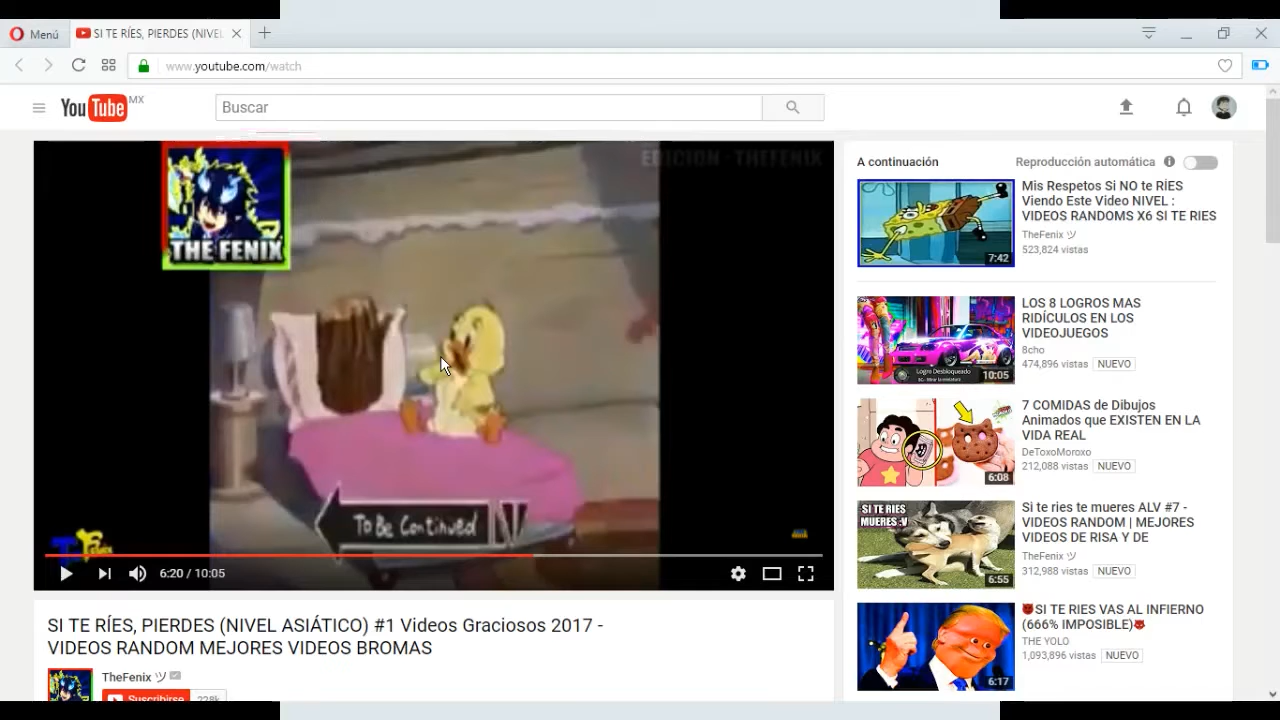 Menú
SI TE RÍES, PIERDES (NIVEL
www.youtube.com/watch
YouTube MX
Buscar
EDICION - THEFENIX
THE FENIX
To Be Continued
6:20 / 10:05
SI TE RÍES, PIERDES (NIVEL ASIÁTICO) #1 Videos Graciosos 2017 -
VIDEOS RANDOM MEJORES VIDEOS BROMAS
TheFenix ツ
Suscribirse 228k
A continuación
Reproducción automática
7:42
Mis Respetos Si NO te RÍES
Viendo Este Video NIVEL :
VIDEOS RANDOMS X6 SI TE RIES
TheFenix ツ
523,824 vistas
Logro Desbloqueado
10:05
LOS 8 LOGROS MAS
RIDÍCULOS EN LOS
VIDEOJUEGOS
8cho
474,896 vistas NUEVO
6:08
7 COMIDAS de Dibujos
Animados que EXISTEN EN LA
VIDA REAL
DeToxoMoroxo
212,088 vistas NUEVO
SI TE RIES
MUERES :V
6:55
Si te ries te mueres ALV #7 -
VIDEOS RANDOM | MEJORES
VIDEOS DE RISA Y DE
TheFenix ツ
312,988 vistas NUEVO
6:17
SI TE RIES VAS AL INFIERNO
(666% IMPOSIBLE)
THE YOLO
1,093,896 vistas NUEVO